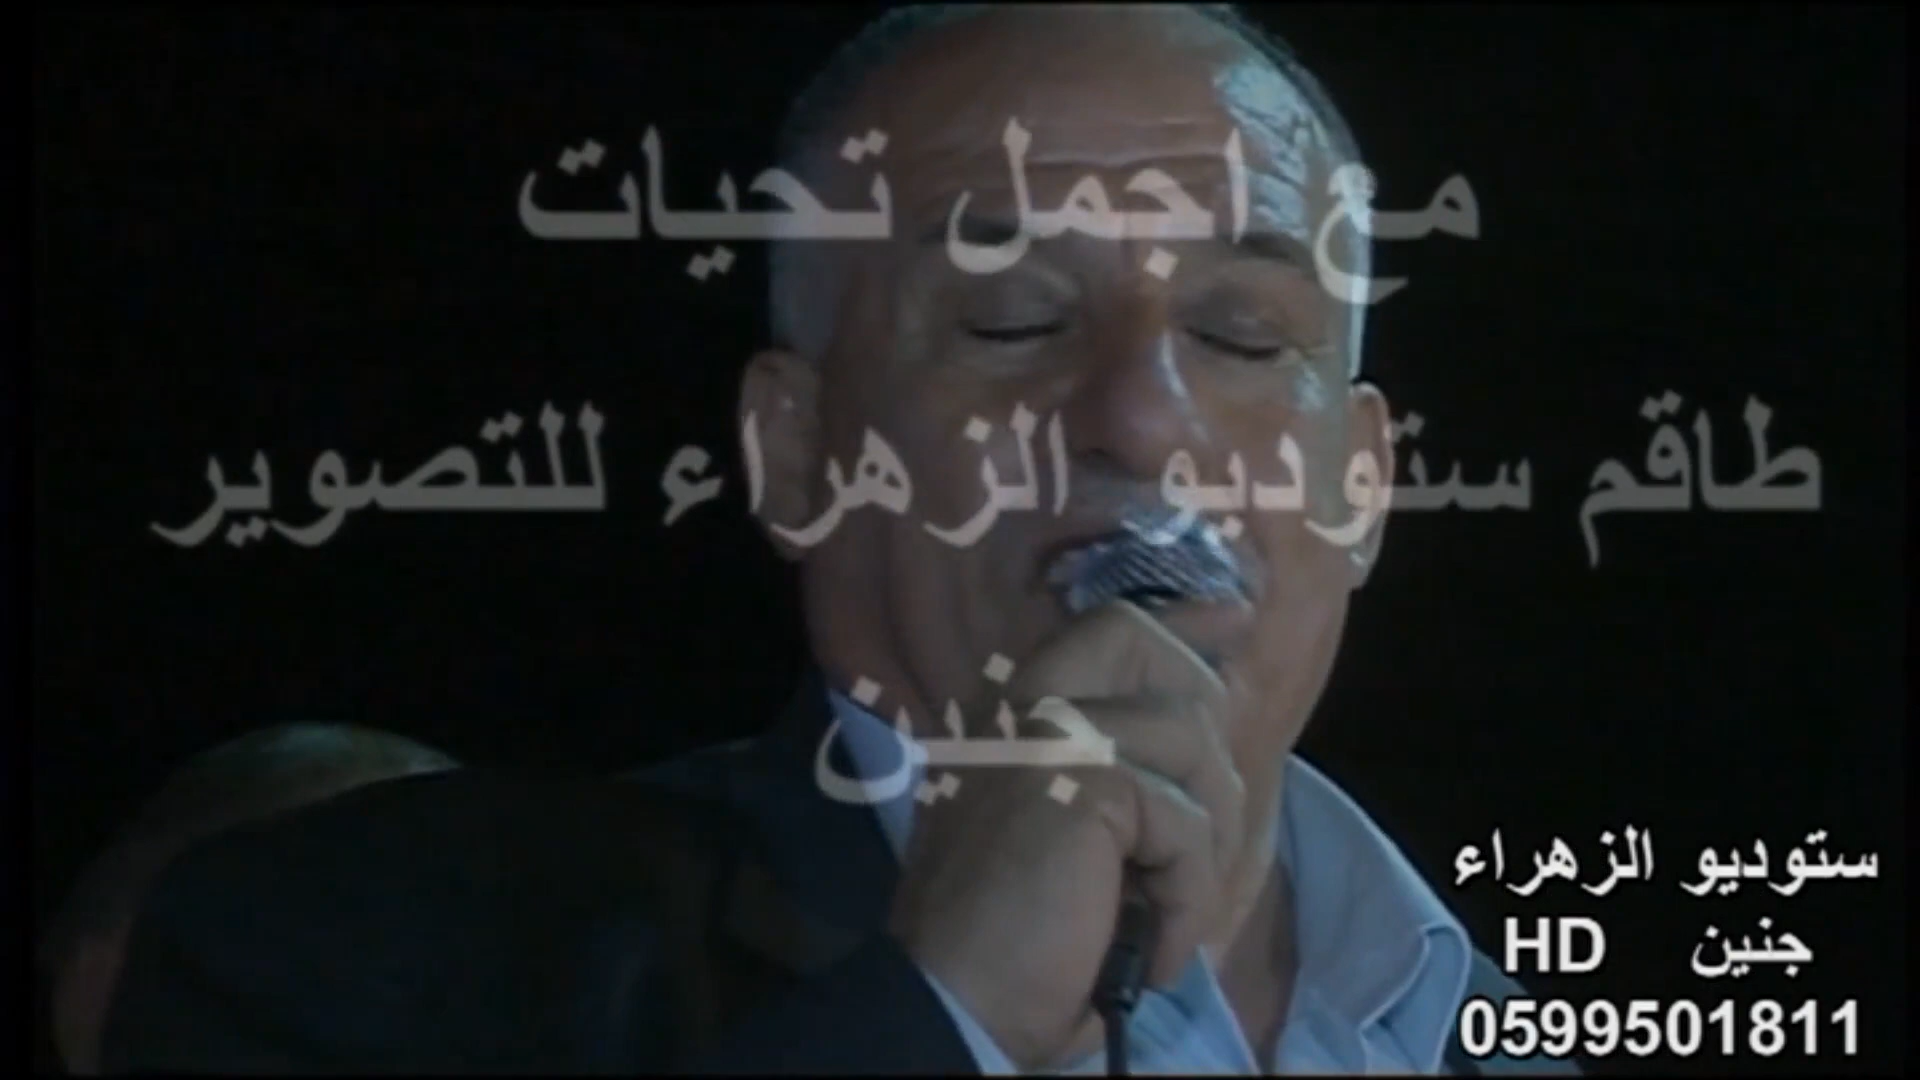 مع اجمل تحيات
طاقم ستوديو الزهراء للتصوير
جنين
ستوديو الزهراء
جنين HD
0599501811